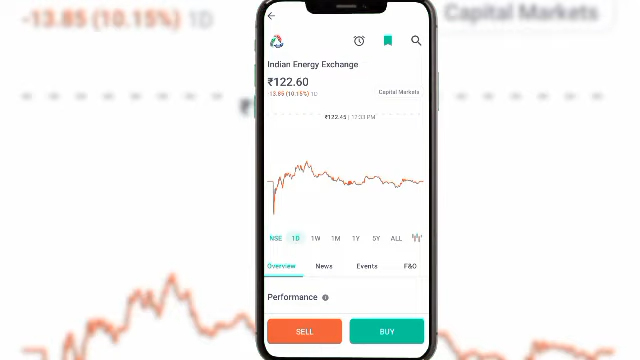 -13.85 (10.15%) 1D
Capital Markets
Indian Energy Exchange
₹122.60
-13.85 (10.15%) 1D
Capital Markets
₹122.45 | 12:33 PM
₹
NSE 1D 1W 1M 1Y 5Y ALL
Overview News Events F&O
Performance
SELL BUY